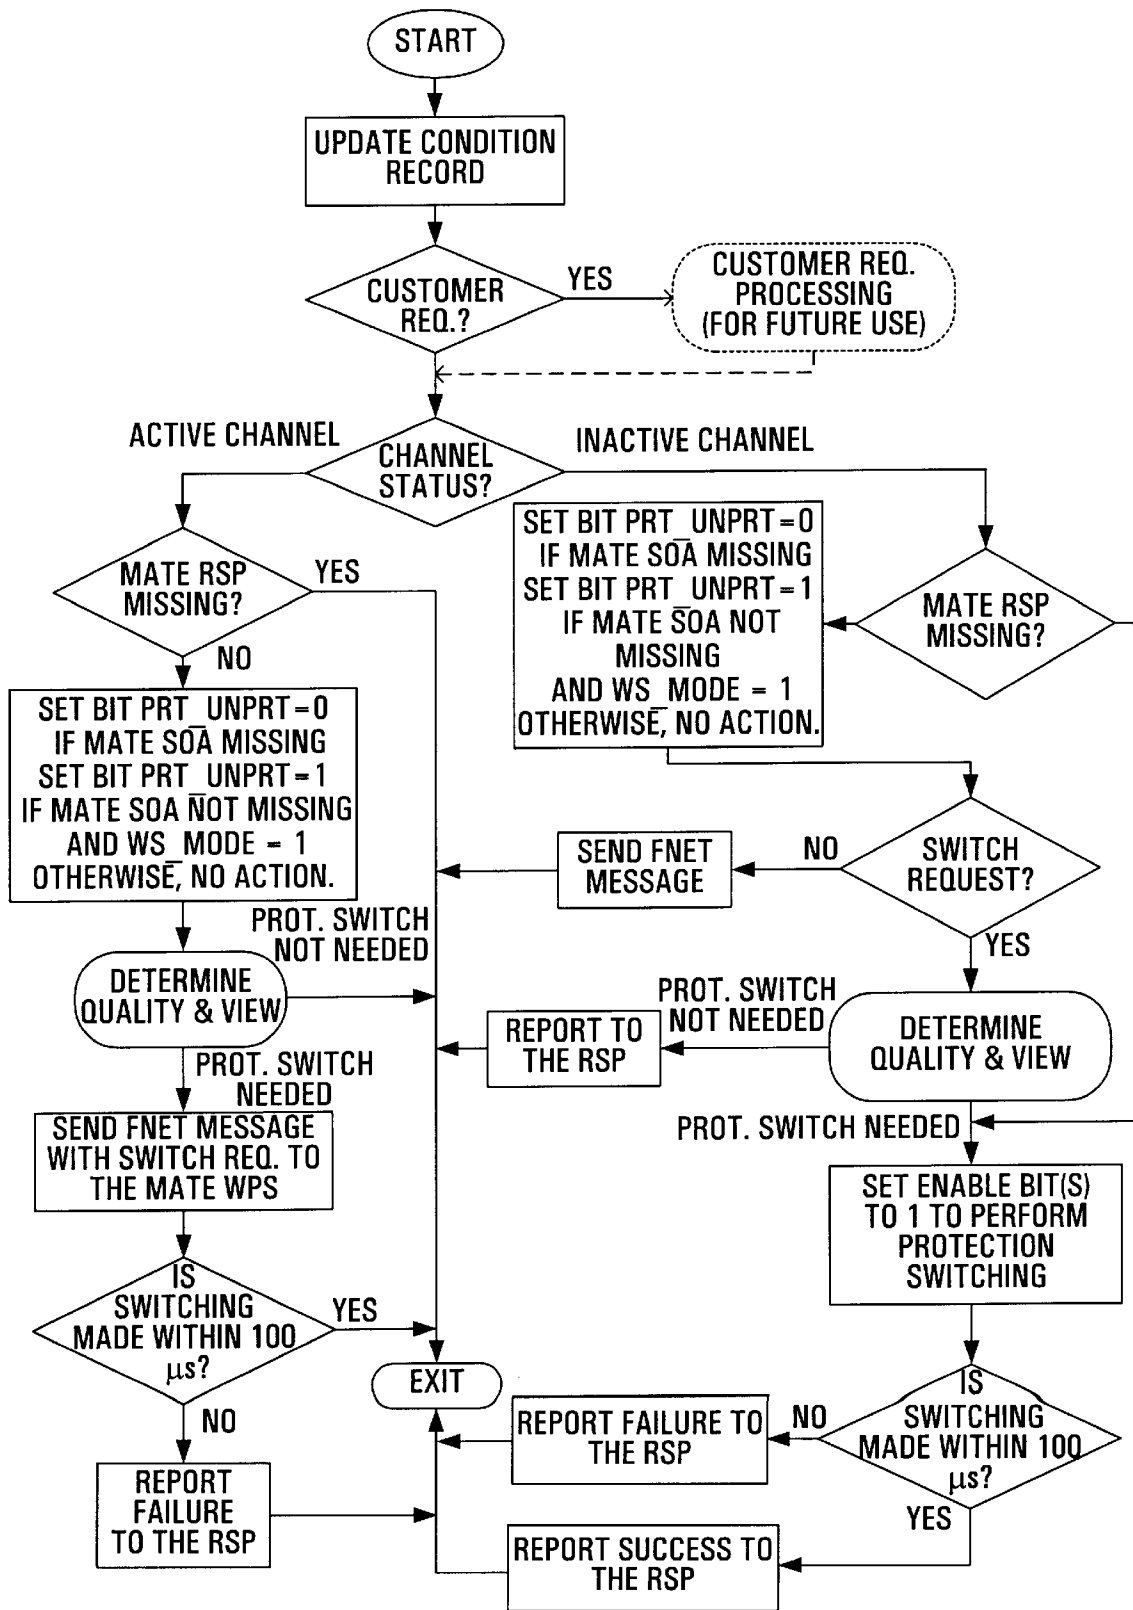 START
UPDATE CONDITION
RECORD
CUSTOMER
REQ.?
YES
CUSTOMER REQ.
PROCESSING
(FOR FUTURE USE)
ACTIVE CHANNEL
CHANNEL
STATUS?
INACTIVE CHANNEL
MATE RSP
MISSING?
YES
NO
SET BIT PRT_UNPRT=0
IF MATE SOA MISSING
SET BIT PRT_UNPRT=1
IF MATE SOA NOT
MISSING
AND WS_MODE = 1
OTHERWISE, NO ACTION.
MATE RSP
MISSING?
SET BIT PRT_UNPRT=0
IF MATE SOA MISSING
SET BIT PRT_UNPRT=1
IF MATE SOA NOT MISSING
AND WS_MODE = 1
OTHERWISE, NO ACTION.
SEND FNET
MESSAGE
NO
SWITCH
REQUEST?
YES
PROT. SWITCH
NOT NEEDED
DETERMINE
QUALITY & VIEW
REPORT TO
THE RSP
PROT. SWITCH
NOT NEEDED
DETERMINE
QUALITY & VIEW
PROT. SWITCH
NEEDED
PROT. SWITCH NEEDED
SEND FNET MESSAGE
WITH SWITCH REQ. TO
THE MATE WPS
SET ENABLE BIT(S)
TO 1 TO PERFORM
PROTECTION
SWITCHING
IS
SWITCHING
MADE WITHIN 100
μs?
YES
NO
EXIT
REPORT FAILURE TO
THE RSP
NO
IS
SWITCHING
MADE WITHIN 100
μs?
YES
REPORT
FAILURE
TO THE RSP
REPORT SUCCESS TO
THE RSP